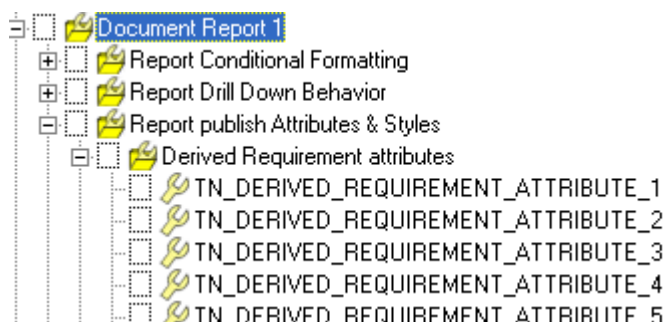 Document Report 1
Report Conditional Formatting
Report Drill Down Behavior
Report publish Attributes & Styles
Derived Requirement attributes
TN_DERIVED_REQUIREMENT_ATTRIBUTE_1
TN_DERIVED_REQUIREMENT_ATTRIBUTE_2
TN_DERIVED_REQUIREMENT_ATTRIBUTE_3
TN_DERIVED_REQUIREMENT_ATTRIBUTE_4
TN_DERIVED_REQUIREMENT_ATTRIBUTE_5